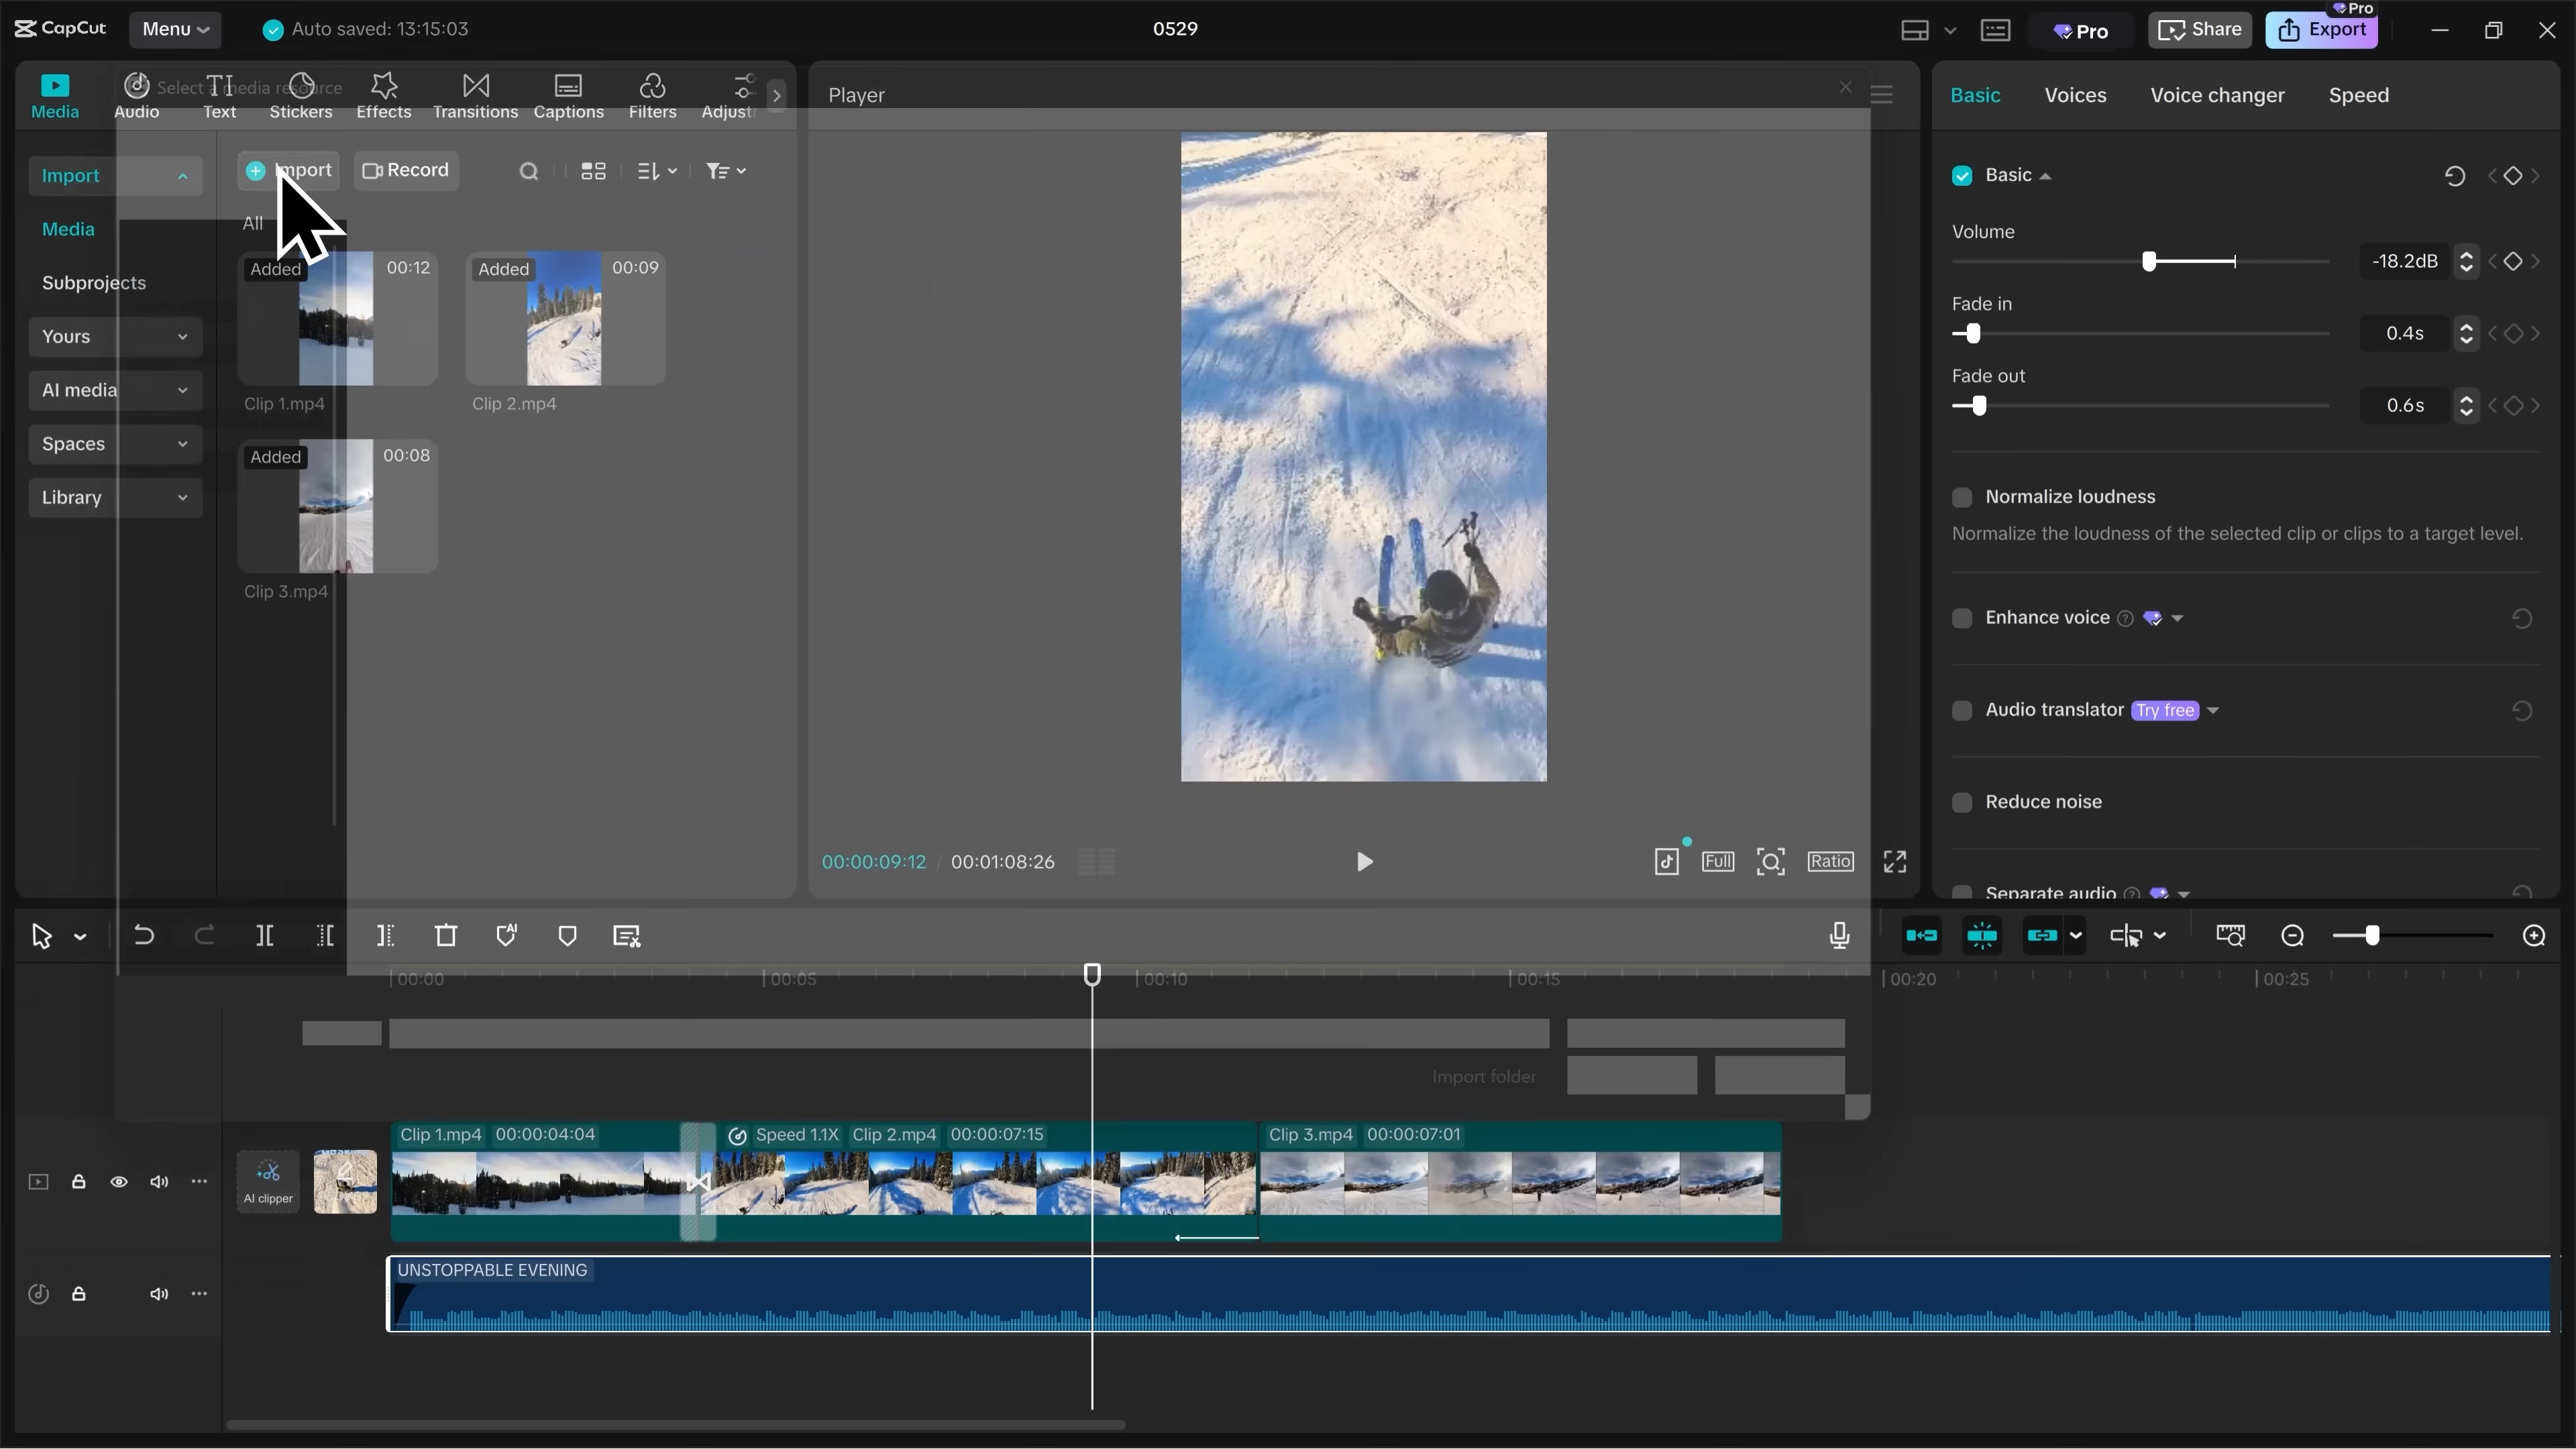 CapCut Menu Auto saved: 13:15:03 0529 Pro Share Export Pro
Select a media resource
Media Audio Text Stickers Effects Transitions Captions Filters Adjust
Player
Basic Voices Voice changer Speed
Import
Media
Subprojects
Yours
AI media
Spaces
Library
Import Record
All
Added 00:12
Clip 1.mp4
Added 00:09
Clip 2.mp4
Added 00:08
Clip 3.mp4
00:00:09:12 / 00:01:08:26
Full Ratio
Basic
Volume
-18.2dB
Fade in
0.4s
Fade out
0.6s
Normalize loudness
Normalize the loudness of the selected clip or clips to a target level.
Enhance voice
Audio translator Try free
Reduce noise
Separate audio
AI
00:00 00:05 00:10 00:15 00:20 00:25
Import folder
Clip 1.mp4 00:00:04:04 Speed 1.1X Clip 2.mp4 00:00:07:15 Clip 3.mp4 00:00:07:01
AI clipper
UNSTOPPABLE EVENING